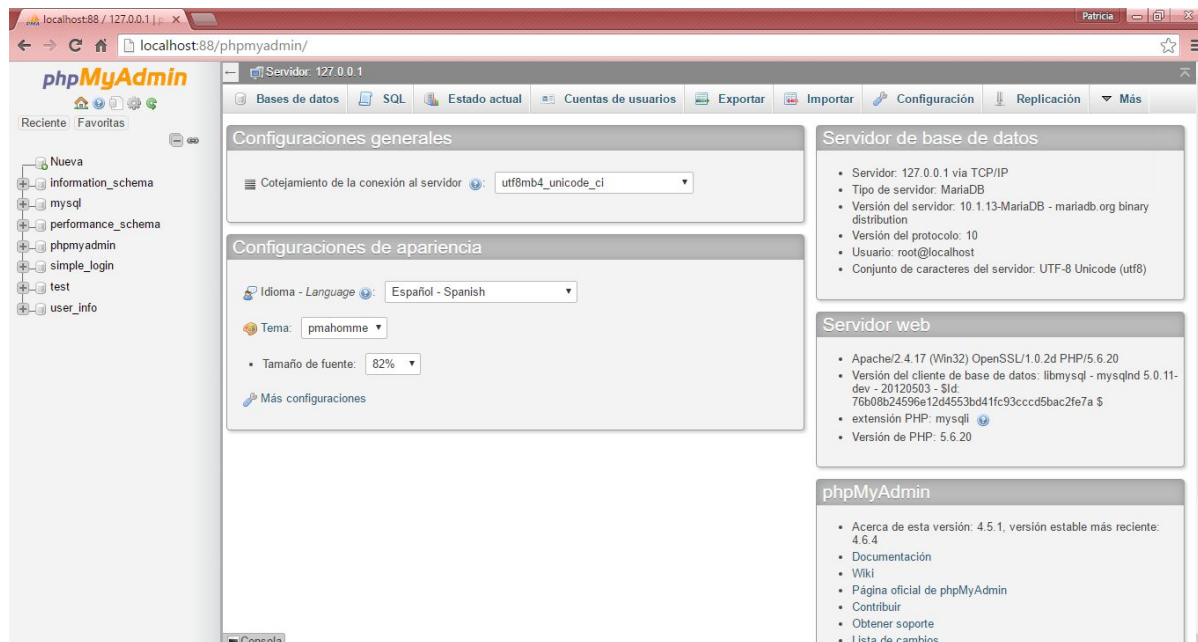 localhost:88 / 127.0.0.1 |
Patricia
localhost:88/phpmyadmin/
phpMyAdmin
Reciente Favoritas
Nueva
information_schema
mysql
performance_schema
phpmyadmin
simple_login
test
user_info
Servidor: 127.0.0.1
Bases de datos SQL Estado actual Cuentas de usuarios Exportar Importar Configuración Replicación Más
Configuraciones generales
Cotejamiento de la conexión al servidor : utf8mb4_unicode_ci
Configuraciones de apariencia
Idioma - Language : Español - Spanish
Tema: pmahomme
Tamaño de fuente: 82%
Más configuraciones
Consola
Servidor de base de datos
Servidor: 127.0.0.1 via TCP/IP
Tipo de servidor: MariaDB
Versión del servidor: 10.1.13-MariaDB - mariadb.org binary
distribution
Versión del protocolo: 10
Usuario: root@localhost
Conjunto de caracteres del servidor: UTF-8 Unicode (utf8)
Servidor web
Apache/2.4.17 (Win32) OpenSSL/1.0.2d PHP/5.6.20
Versión del cliente de base de datos: libmysql - mysqlnd 5.0.11-
dev - 20120503 - $Id:
76b08b24596e12d4553bd41fc93cccd5bac2fe7a $
extensión PHP: mysqli
Versión de PHP: 5.6.20
phpMyAdmin
Acerca de esta versión: 4.5.1, versión estable más reciente:
4.6.4
Documentación
Wiki
Página oficial de phpMyAdmin
Contribuir
Obtener soporte
Lista de cambios